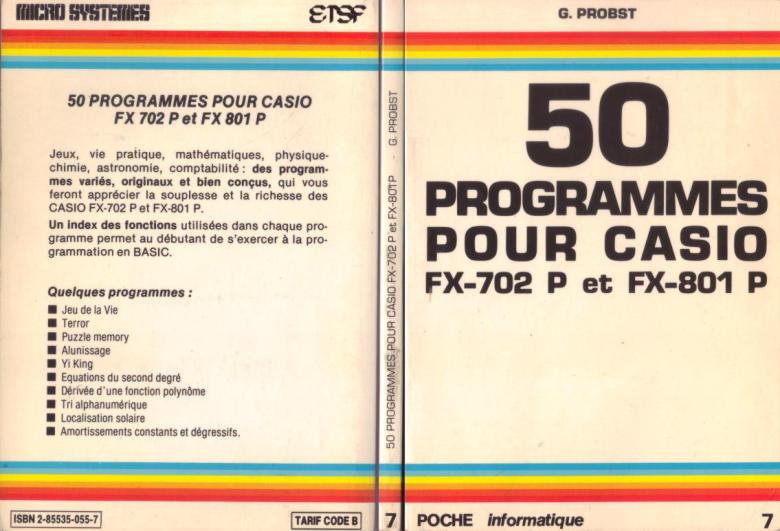 MICRO SYSTEMES
ETSF
50 PROGRAMMES POUR CASIO
FX 702 P et FX 801 P
Jeux, vie pratique, mathématiques, physique-
chimie, astronomie, comptabilité : des program-
mes variés, originaux et bien conçus, qui vous
feront apprécier la souplesse et la richesse des
CASIO FX-702 P et FX-801 P.
Un index des fonctions utilisées dans chaque pro-
gramme permet au débutant de s'exercer à la pro-
grammation en BASIC.
Quelques programmes :
■ Jeu de la Vie
■ Terror
■ Puzzle memory
■ Alunissage
■ Yi King
■ Equations du second degré
■ Dérivée d'une fonction polynôme
■ Tri alphanumérique
■ Localisation solaire
■ Amortissements constants et dégressifs.
ISBN 2-85535-055-7
TARIF CODE B
50 PROGRAMMES POUR CASIO FX-702 P et FX-801 P - G. PROBST
7
G. PROBST
50
PROGRAMMES
POUR CASIO
FX-702 P et FX-801 P
POCHE informatique
7